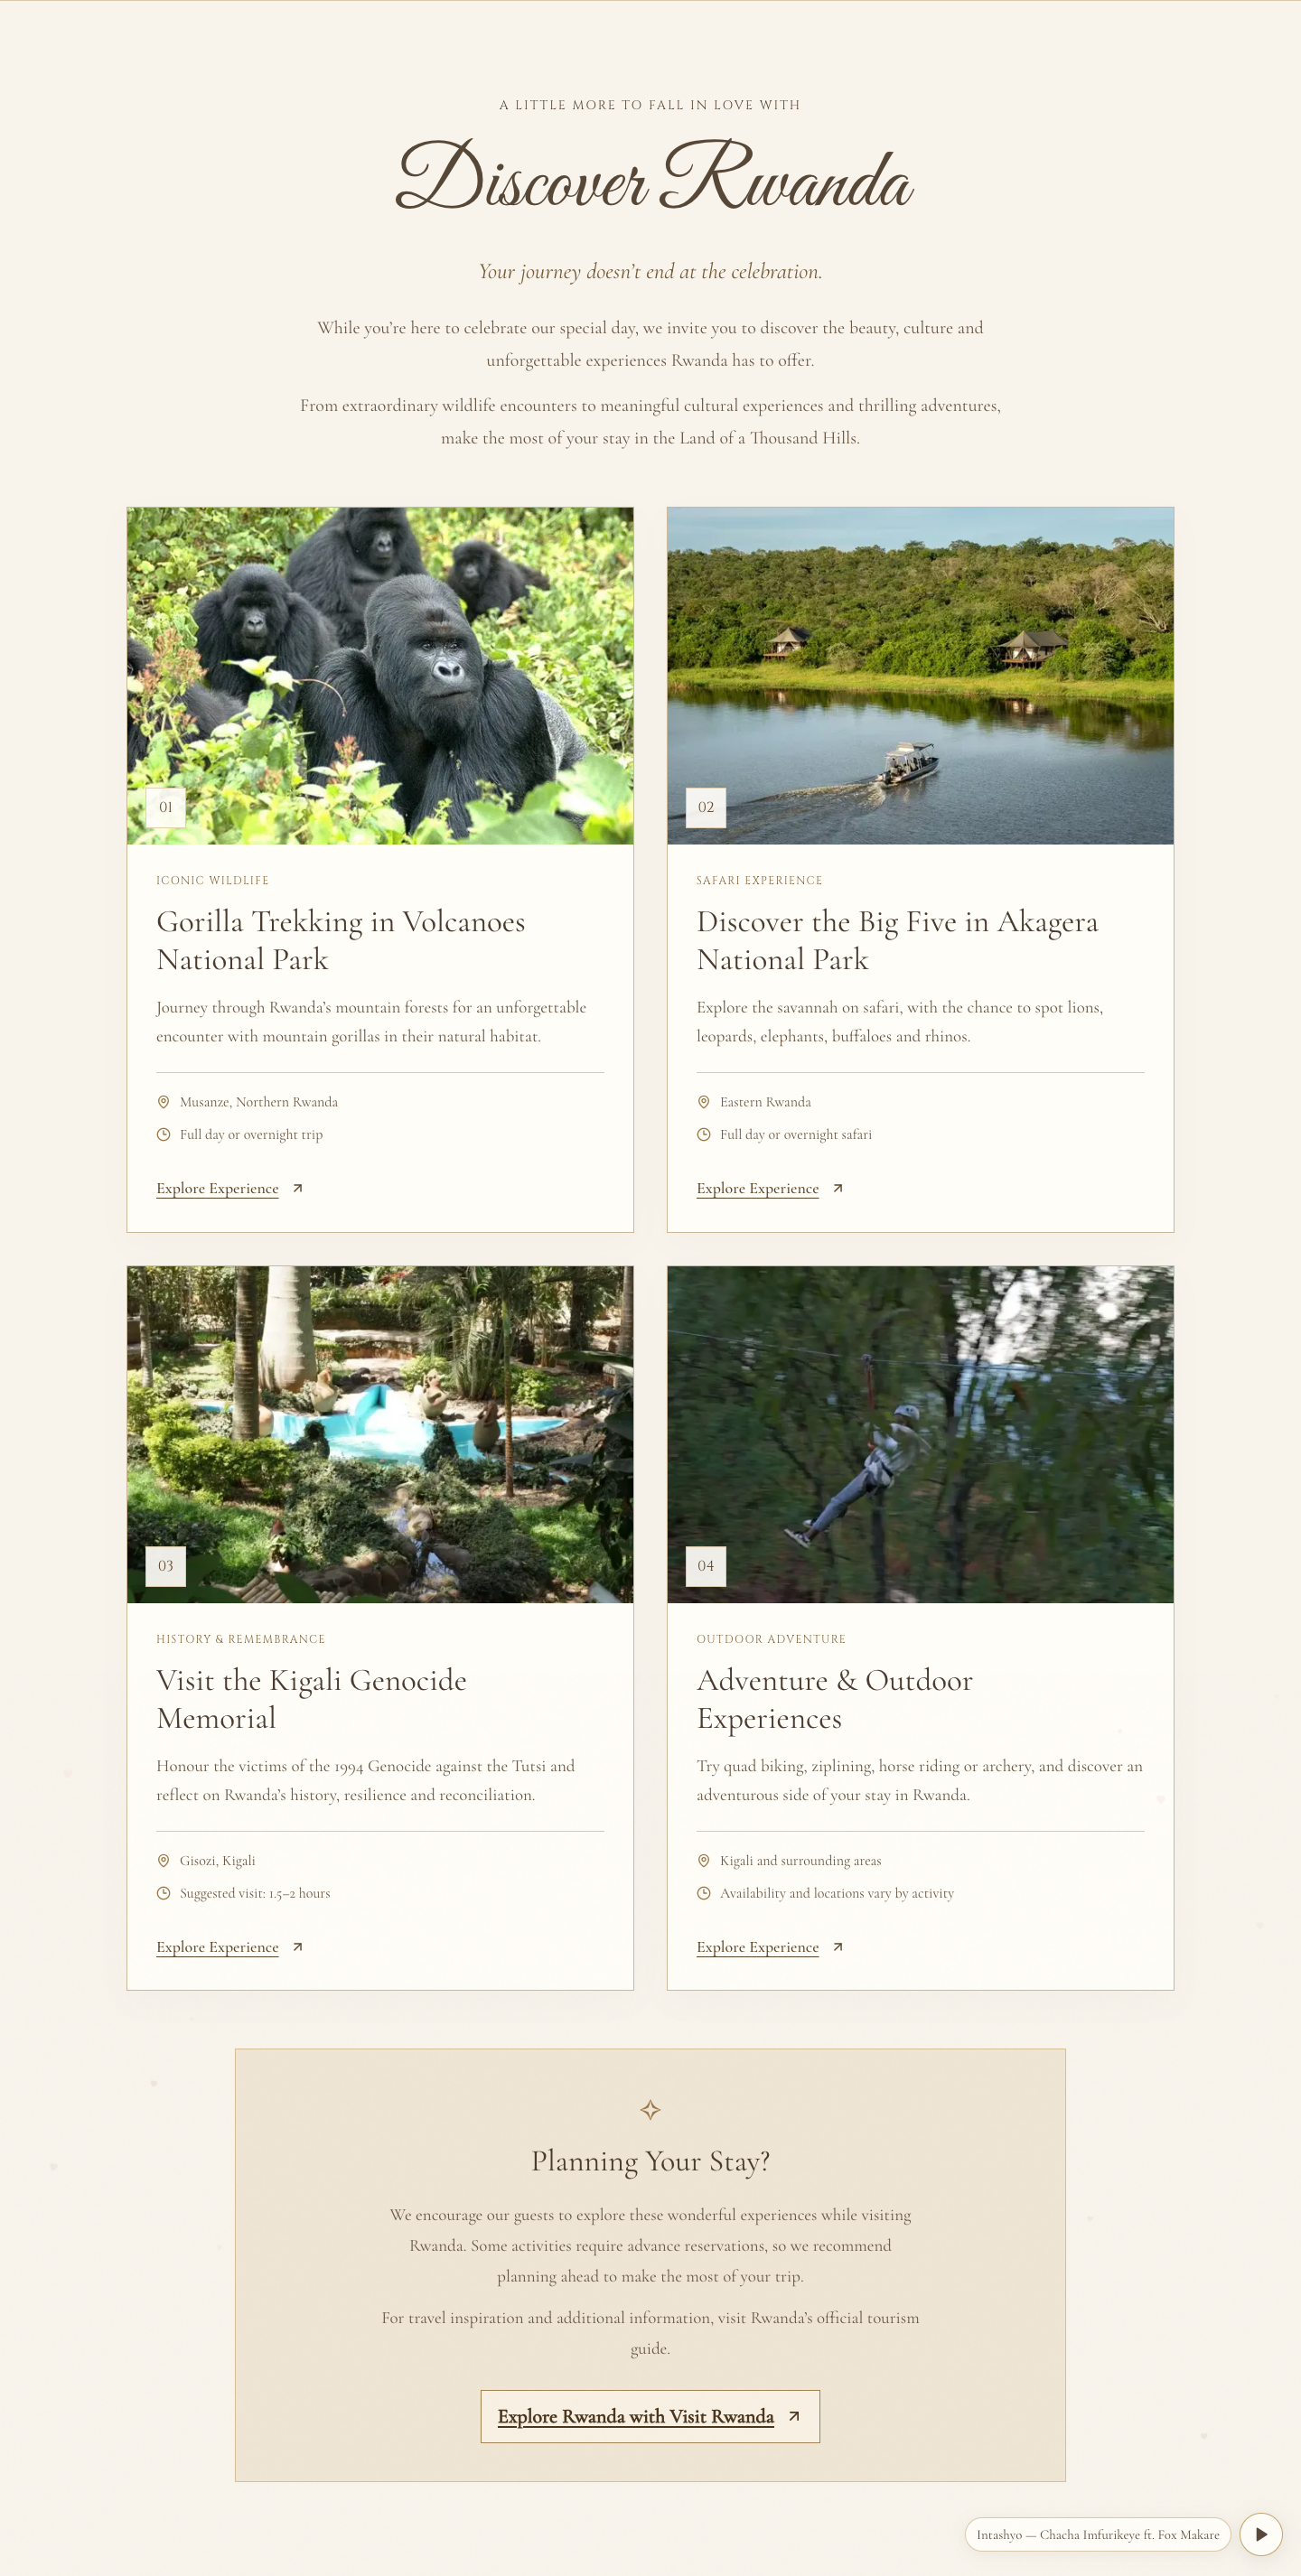 A LITTLE MORE TO FALL IN LOVE WITH
Discover Rwanda
Your journey doesn’t end at the celebration.
While you’re here to celebrate our special day, we invite you to discover the beauty, culture and
unforgettable experiences Rwanda has to offer.
From extraordinary wildlife encounters to meaningful cultural experiences and thrilling adventures,
make the most of your stay in the Land of a Thousand Hills.
01
ICONIC WILDLIFE
Gorilla Trekking in Volcanoes
National Park
Journey through Rwanda’s mountain forests for an unforgettable
encounter with mountain gorillas in their natural habitat.
Musanze, Northern Rwanda
Full day or overnight trip
Explore Experience
02
SAFARI EXPERIENCE
Discover the Big Five in Akagera
National Park
Explore the savannah on safari, with the chance to spot lions,
leopards, elephants, buffaloes and rhinos.
Eastern Rwanda
Full day or overnight safari
Explore Experience
03
HISTORY & REMEMBRANCE
Visit the Kigali Genocide
Memorial
Honour the victims of the 1994 Genocide against the Tutsi and
reflect on Rwanda’s history, resilience and reconciliation.
Gisozi, Kigali
Suggested visit: 1.5–2 hours
Explore Experience
04
OUTDOOR ADVENTURE
Adventure & Outdoor
Experiences
Try quad biking, ziplining, horse riding or archery, and discover an
adventurous side of your stay in Rwanda.
Kigali and surrounding areas
Availability and locations vary by activity
Explore Experience
Planning Your Stay?
We encourage our guests to explore these wonderful experiences while visiting
Rwanda. Some activities require advance reservations, so we recommend
planning ahead to make the most of your trip.
For travel inspiration and additional information, visit Rwanda’s official tourism
guide.
Explore Rwanda with Visit Rwanda
Intashyo — Chacha Imfurikeye ft. Fox Makare